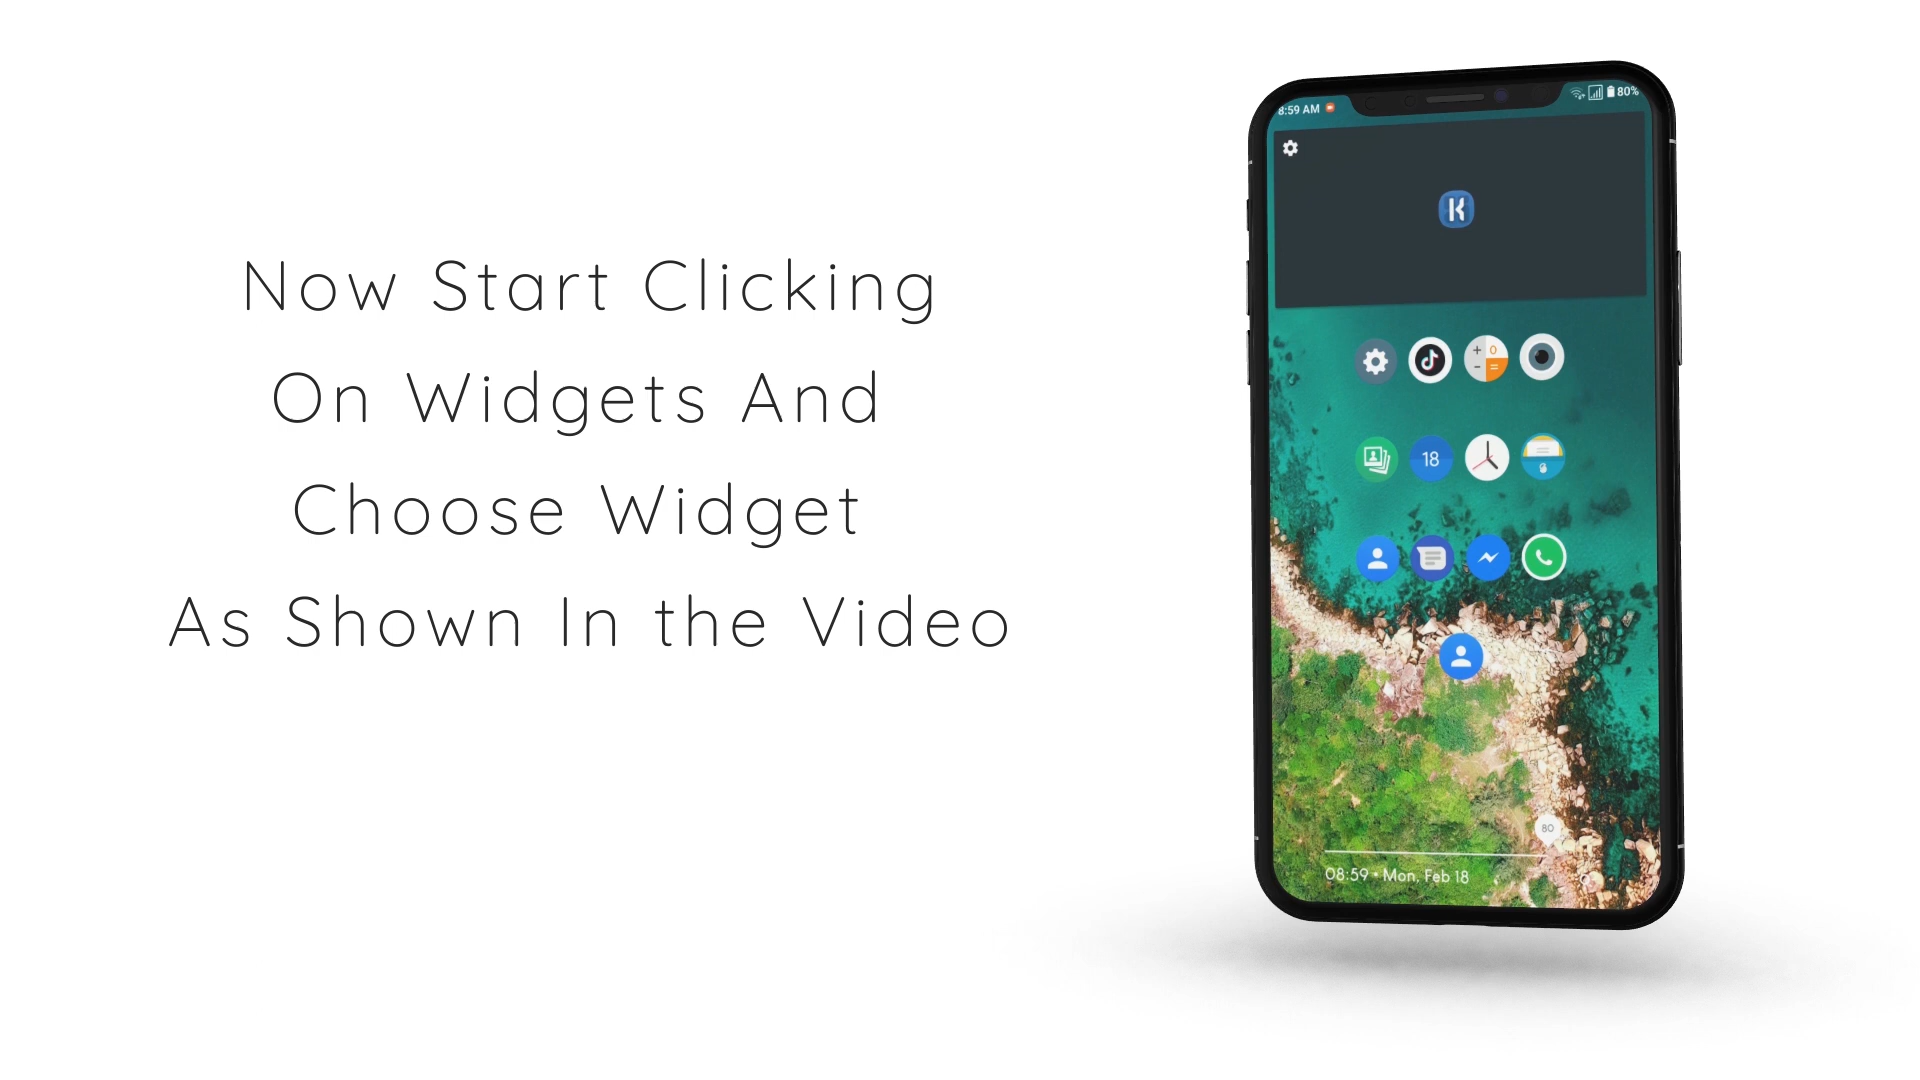 Now Start Clicking
On Widgets And
Choose Widget
As Shown In the Video
8:59 AM
80%
18
80
08:59 • Mon, Feb 18